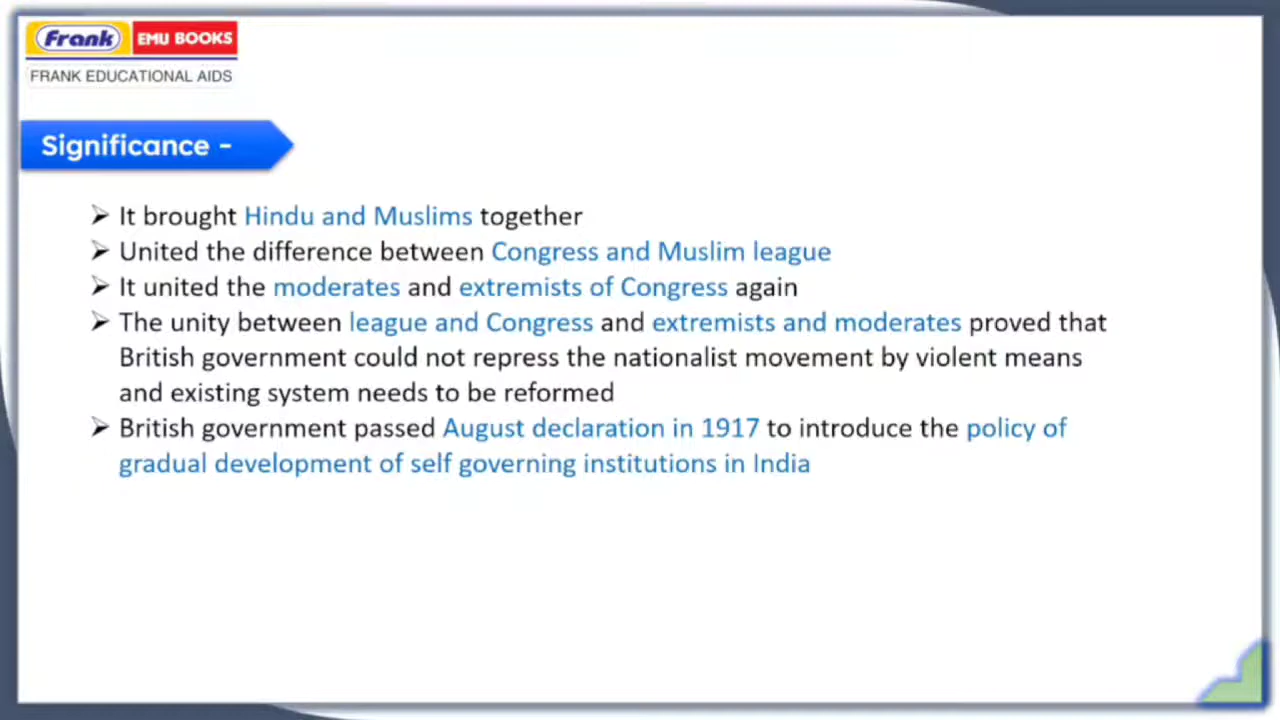 Frank EMU BOOKS
FRANK EDUCATIONAL AIDS
Significance -
➢ It brought Hindu and Muslims together
➢ United the difference between Congress and Muslim league
➢ It united the moderates and extremists of Congress again
➢ The unity between league and Congress and extremists and moderates proved that
British government could not repress the nationalist movement by violent means
and existing system needs to be reformed
➢ British government passed August declaration in 1917 to introduce the policy of
gradual development of self governing institutions in India